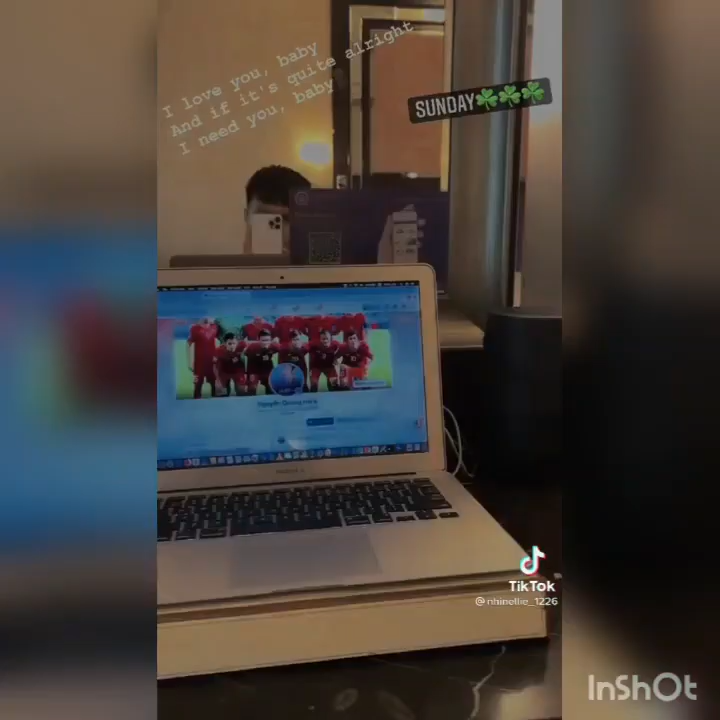 I love you, baby
And if it's quite alright
I need you, baby
SUNDAY
TikTok
@nhinellie_1226
InShOt